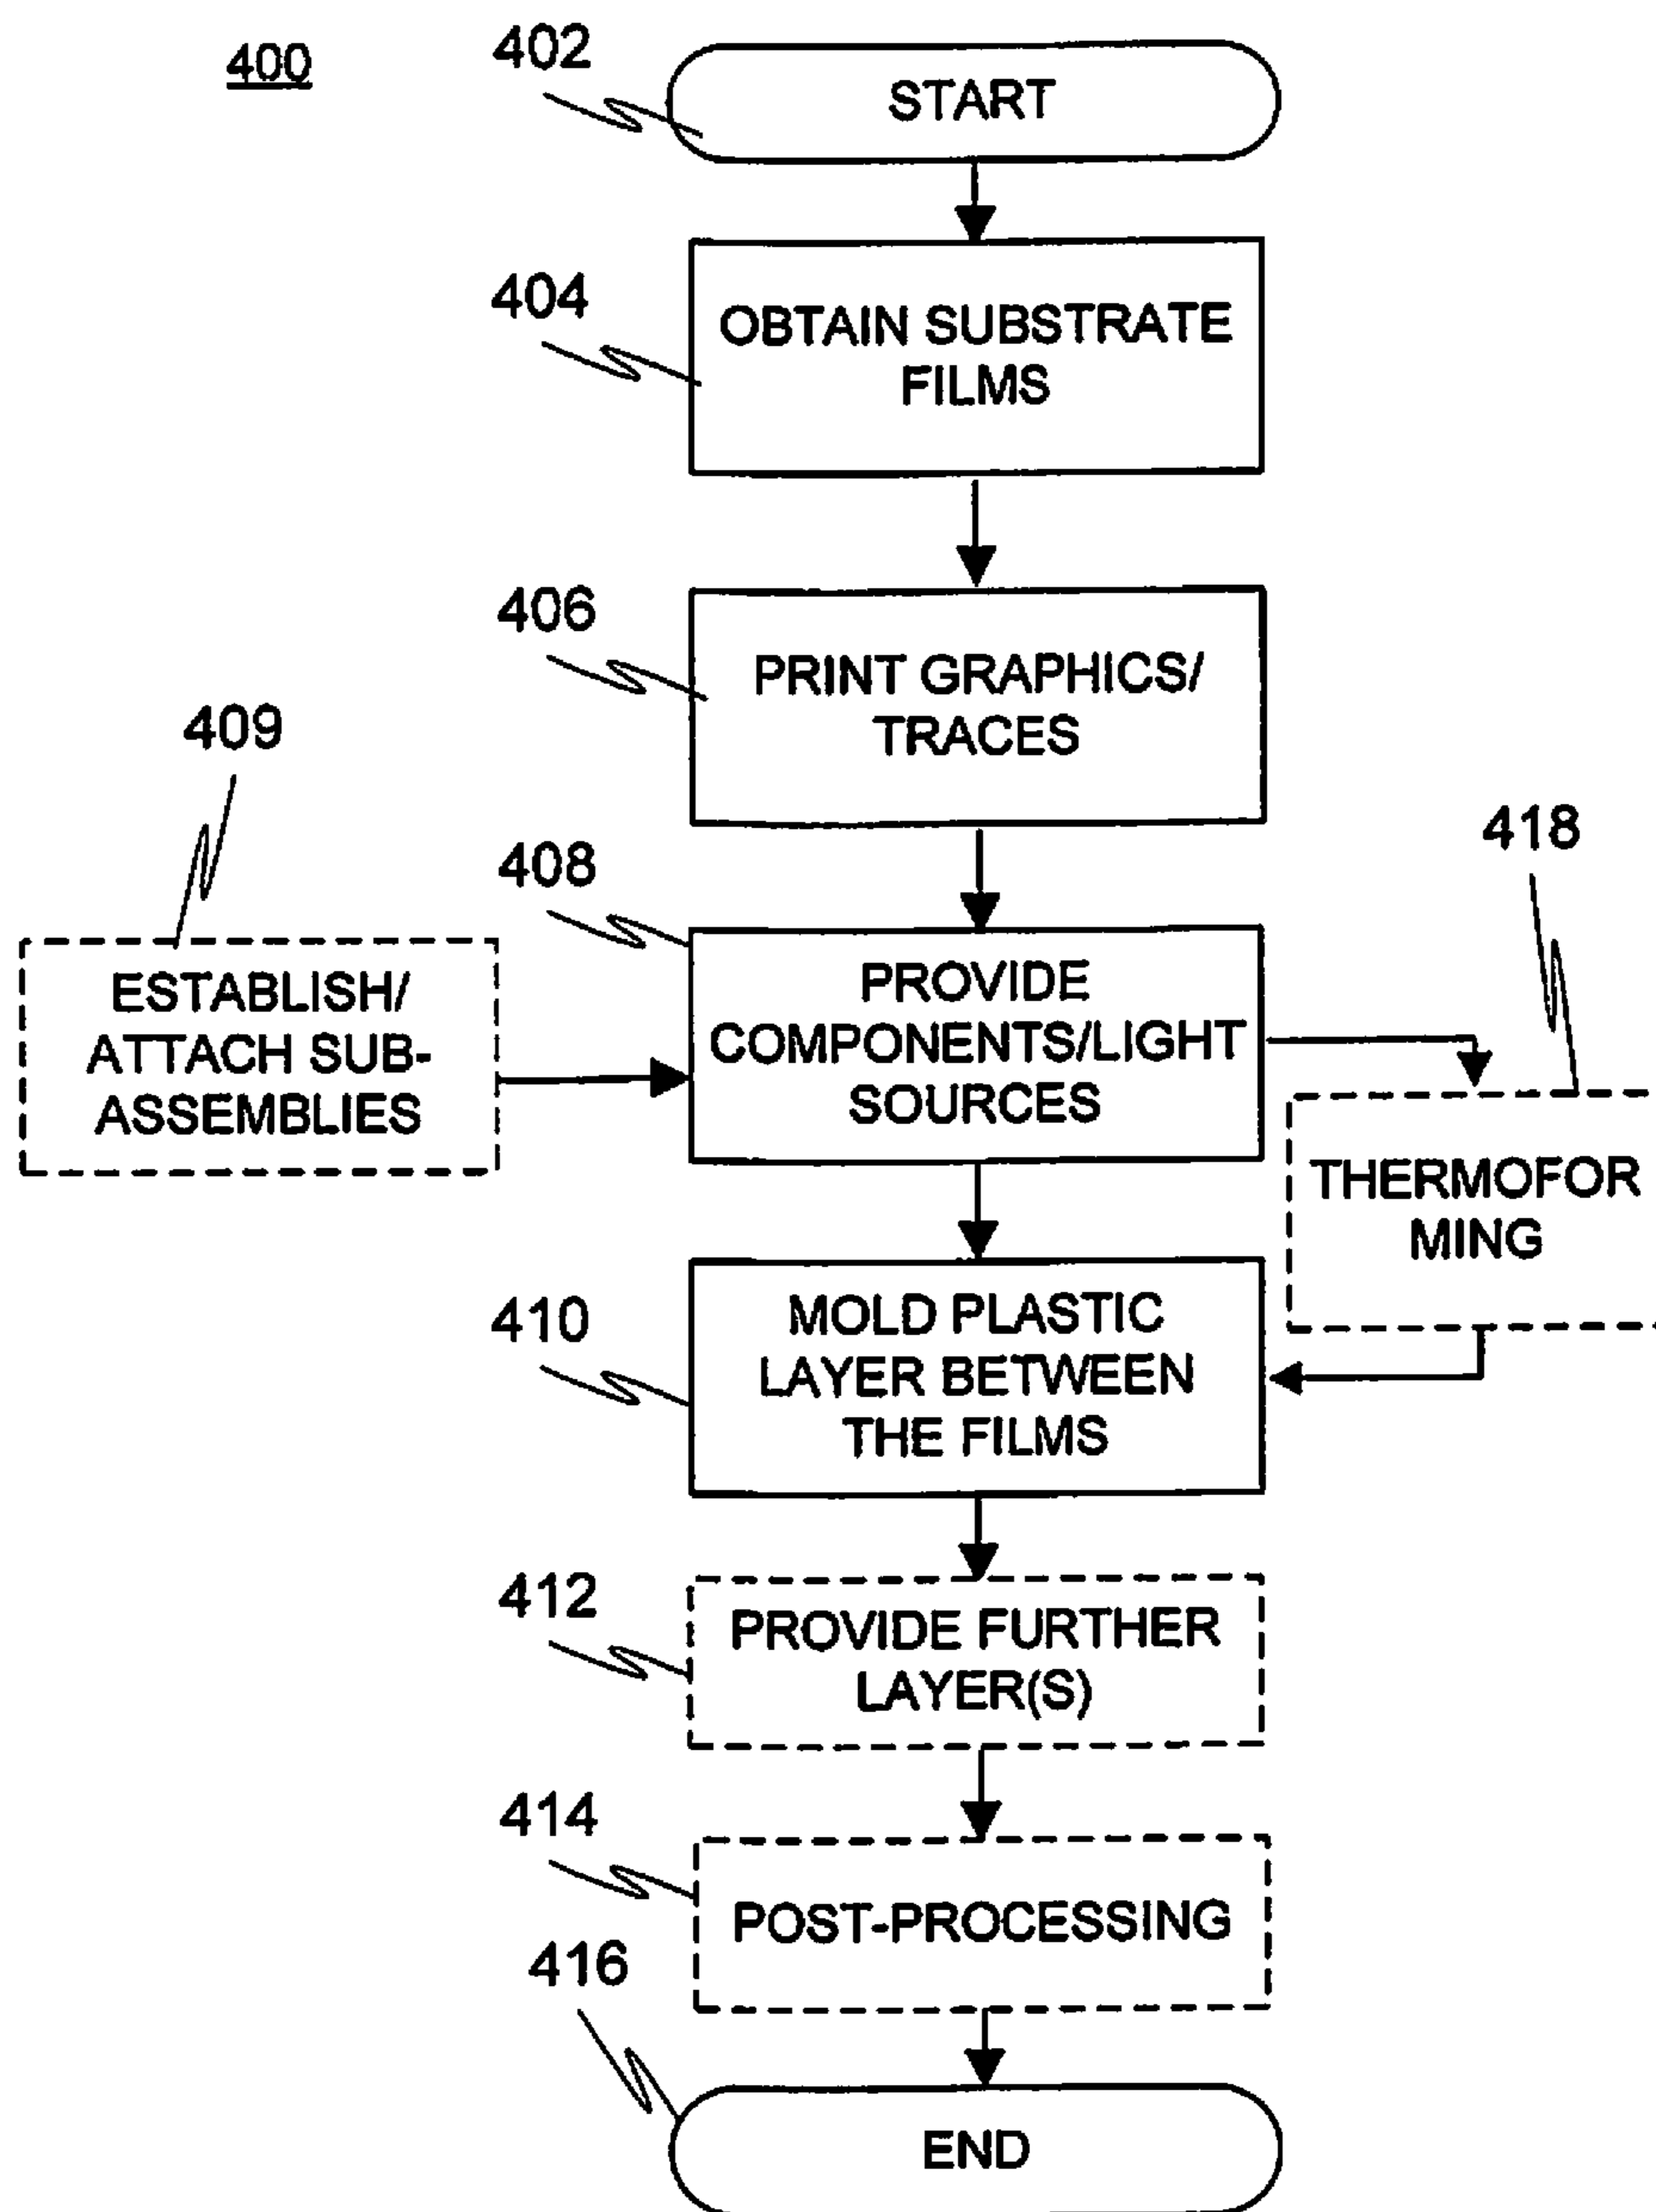 400
402
START
404
OBTAIN SUBSTRATE
FILMS
406
PRINT GRAPHICS/
TRACES
409
ESTABLISH/
ATTACH SUB-
ASSEMBLIES
408
PROVIDE
COMPONENTS/LIGHT
SOURCES
418
THERMOFOR
MING
410
MOLD PLASTIC
LAYER BETWEEN
THE FILMS
412
PROVIDE FURTHER
LAYER(S)
414
POST-PROCESSING
416
END